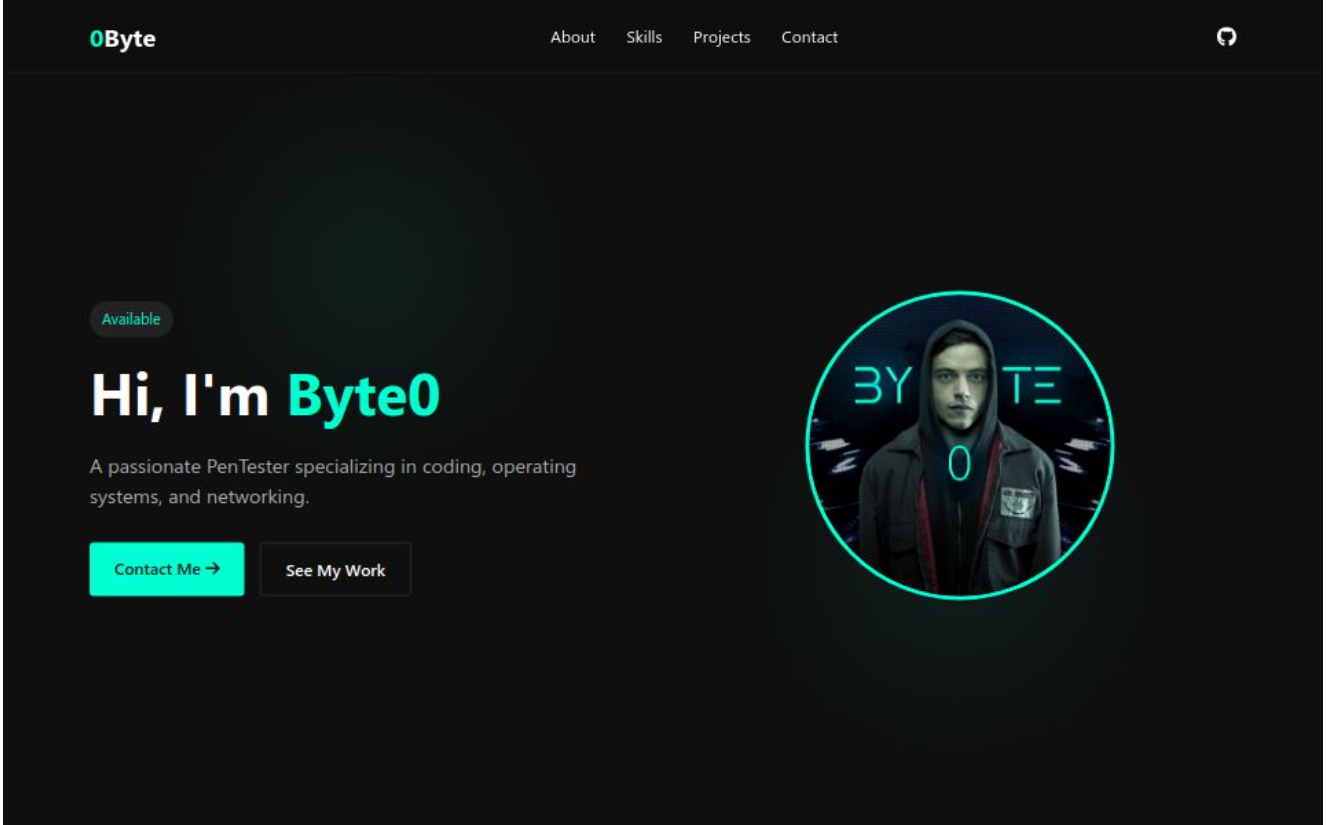 0Byte
About
Skills
Projects
Contact
Available
Hi, I'm Byte0
A passionate PenTester specializing in coding, operating
systems, and networking.
Contact Me →
See My Work
BY TE
0